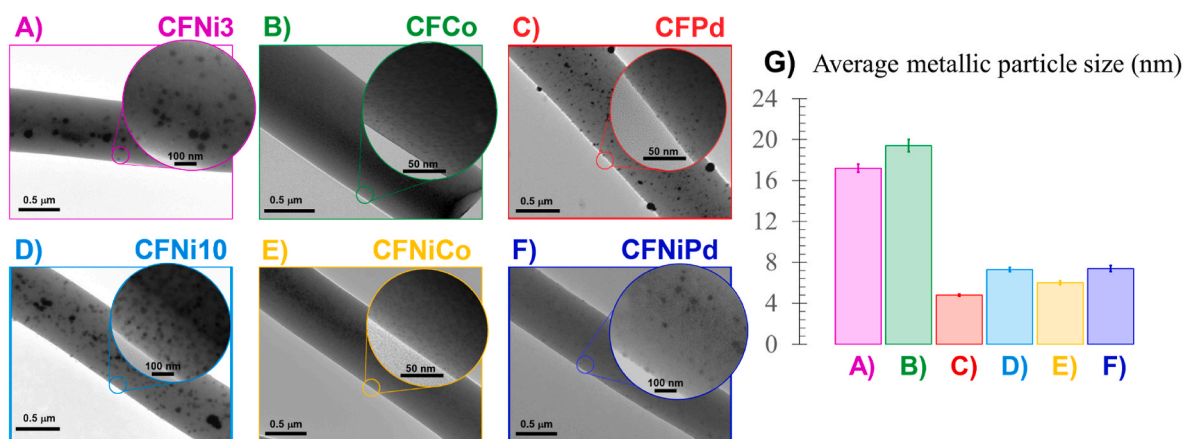 A) CFNi3
100 nm
0.5 μm
B) CFCo
50 nm
0.5 μm
C) CFPd
50 nm
0.5 μm
D) CFNi10
100 nm
0.5 μm
E) CFNiCo
50 nm
0.5 μm
F) CFNiPd
100 nm
0.5 μm
G) Average metallic particle size (nm)
24
20
16
12
8
4
0
A) B) C) D) E) F)